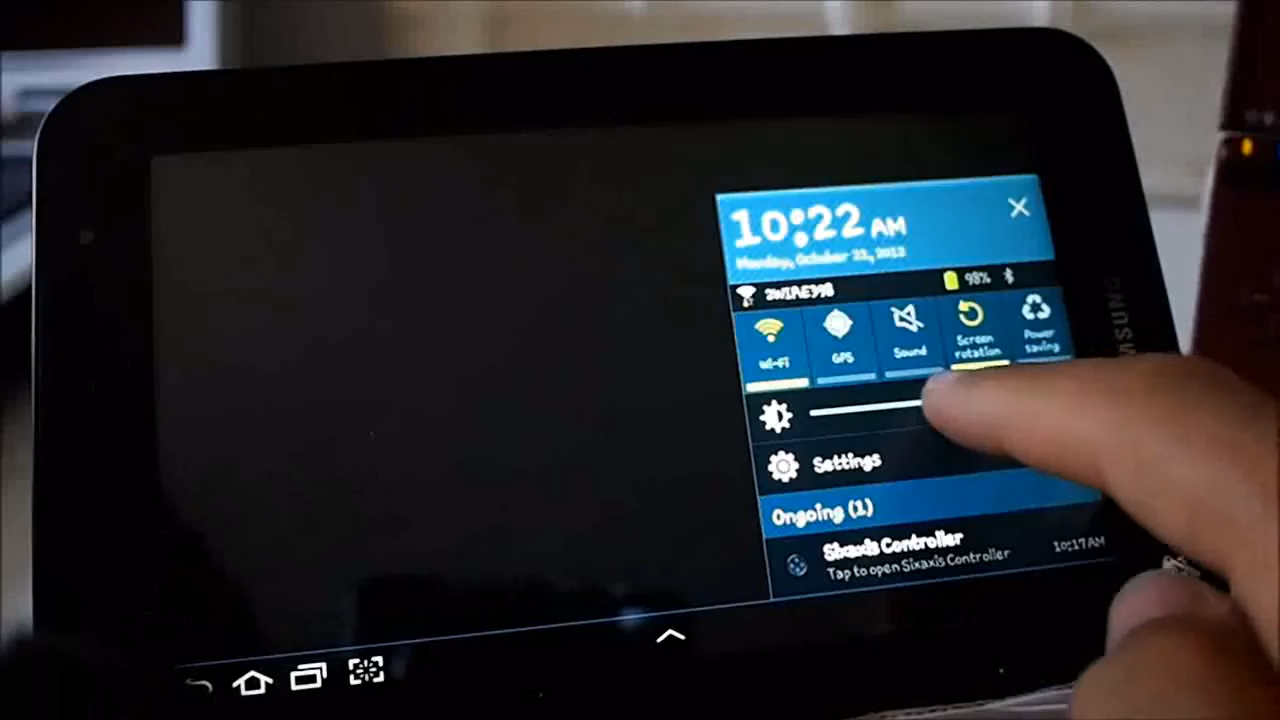 10:22 AM
Monday, October 22, 2012
2WIRE398
98%
Wi-Fi
GPS
Sound
Screen rotation
Power saving
Settings
Ongoing (1)
Sixaxis Controller
10:17 AM
Tap to open Sixaxis Controller
SAMSUNG